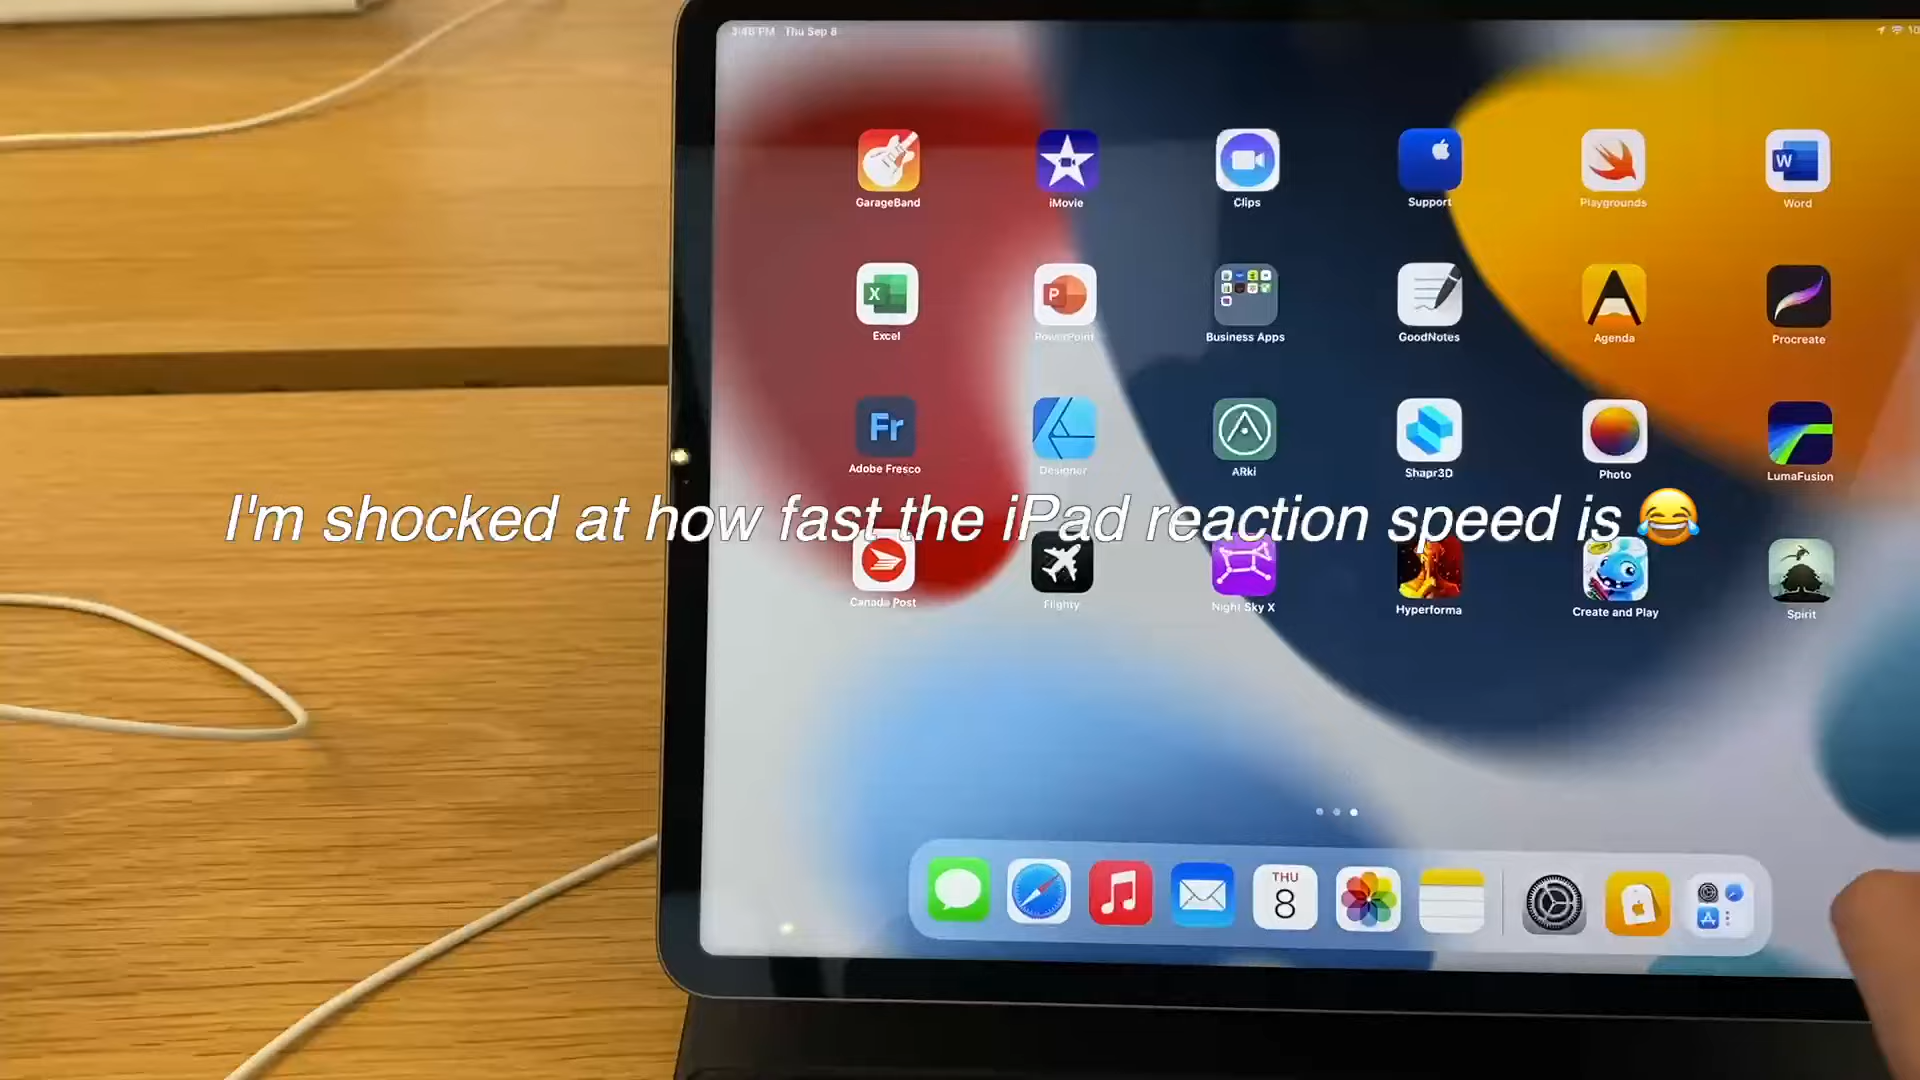 3:48 PM Thu Sep 8
GarageBand iMovie Clips Support Playgrounds Word
Excel PowerPoint Business Apps GoodNotes Agenda Procreate
Fr
Adobe Fresco Designer ARki Shapr3D Photo LumaFusion
I'm shocked at how fast the iPad reaction speed is 😂
Canada Post Flighty Night Sky X Hyperforma Create and Play Spirit
THU
8